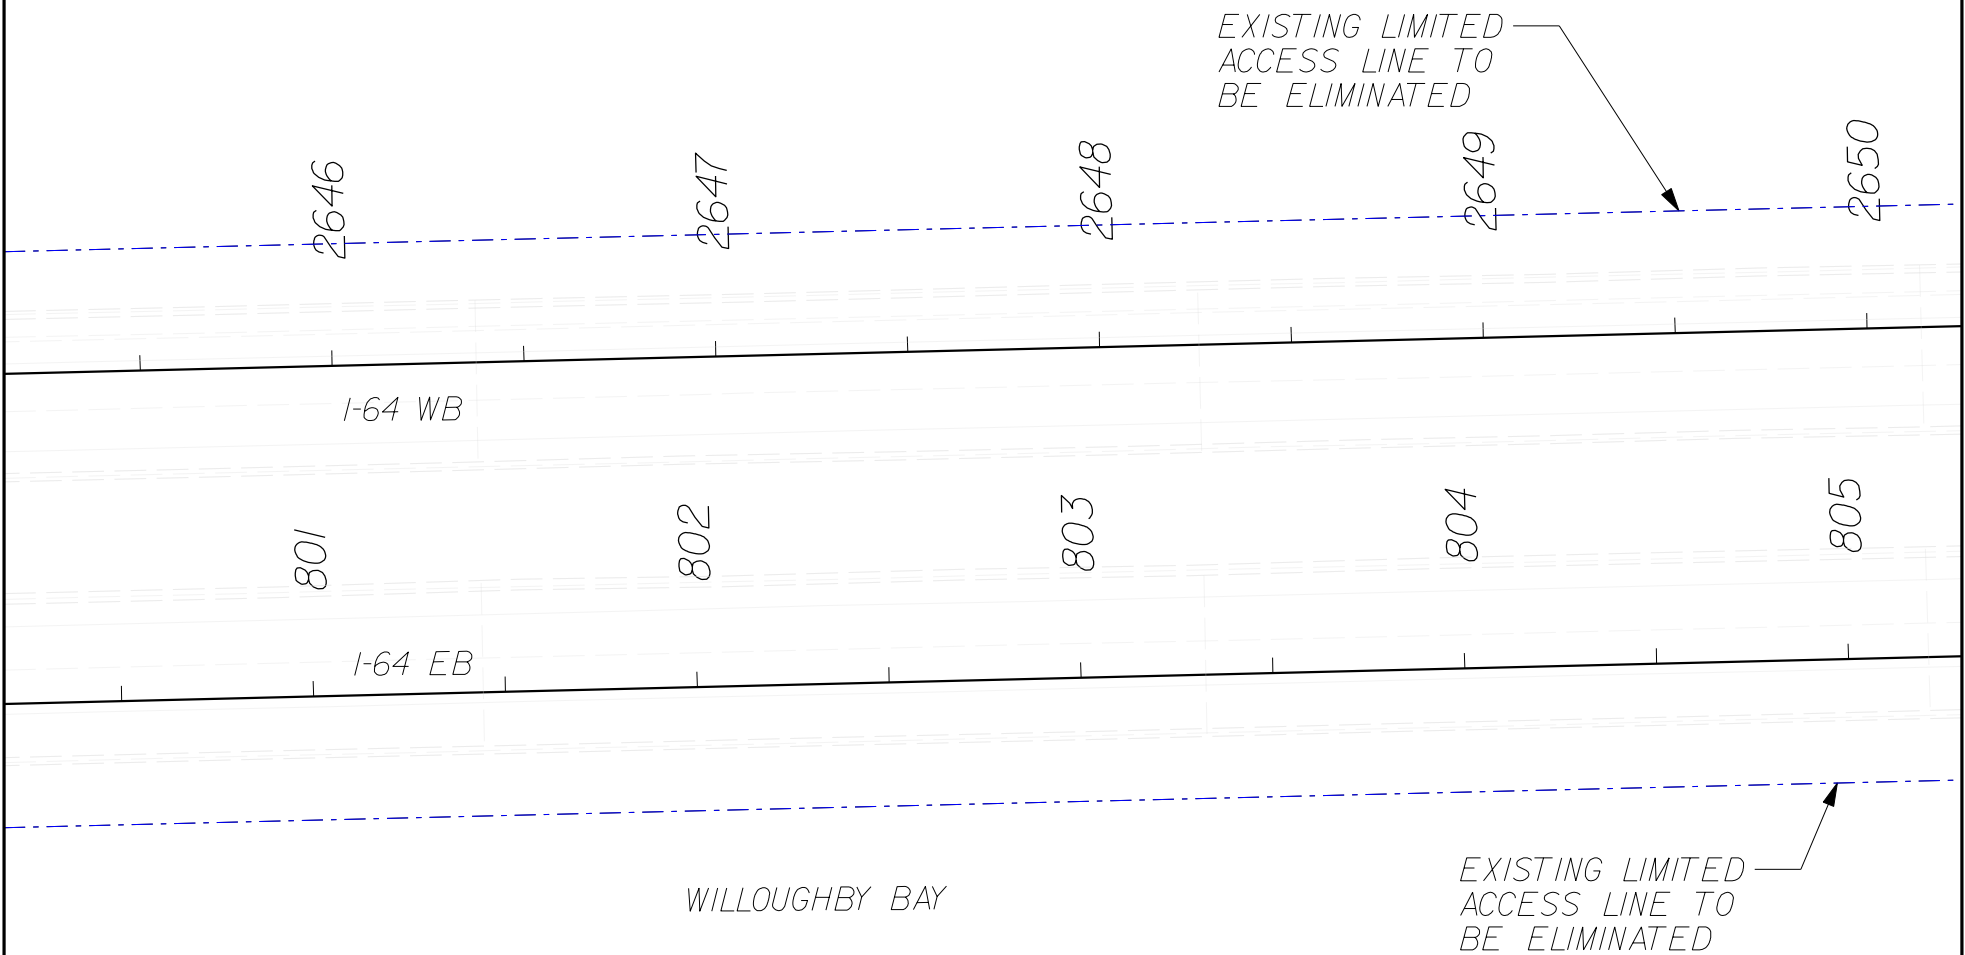 EXISTING LIMITED
ACCESS LINE TO
BE ELIMINATED
2646
2647
2648
2649
2650
I-64 WB
801
802
803
804
805
I-64 EB
WILLOUGHBY BAY
EXISTING LIMITED
ACCESS LINE TO
BE ELIMINATED